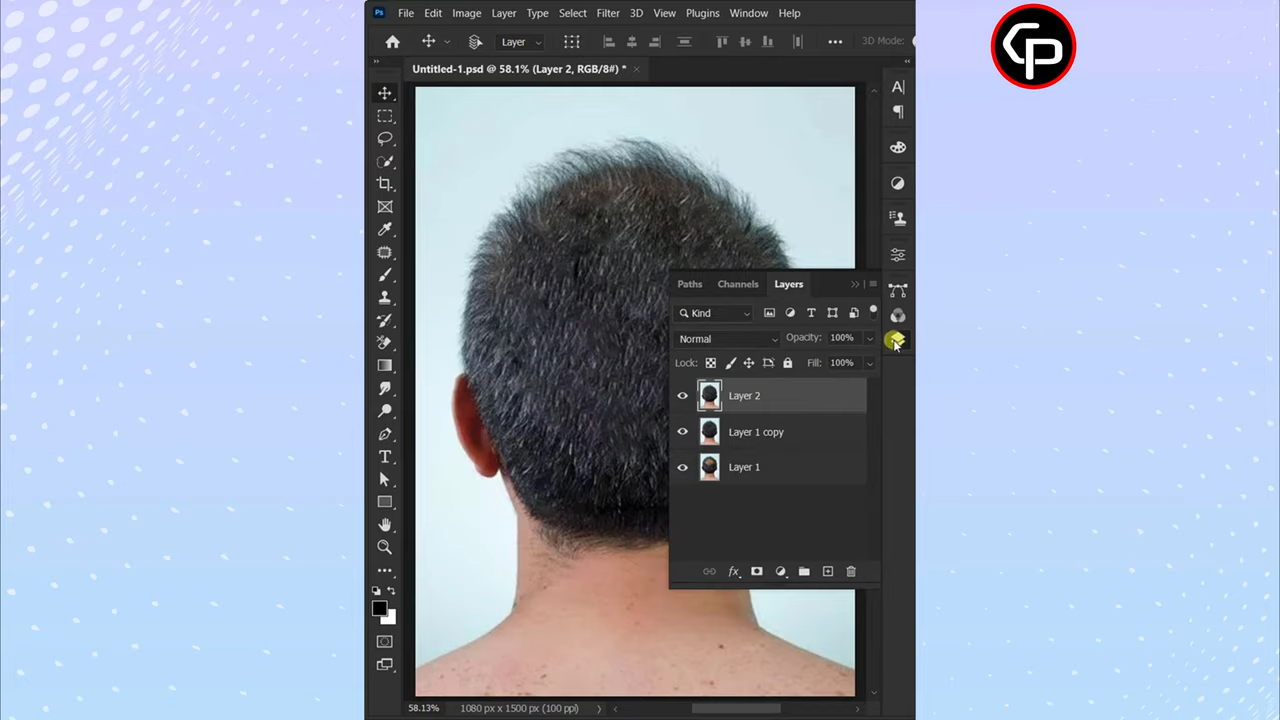 Ps File Edit Image Layer Type Select Filter 3D View Plugins Window Help
Layer 3D Mode:
Untitled-1.psd @ 58.1% (Layer 2, RGB/8#) *
CP
Paths Channels Layers
Kind
Normal Opacity: 100%
Lock: Fill: 100%
Layer 2
Layer 1 copy
Layer 1
fx
58.13% 1080 px x 1500 px (100 ppi)